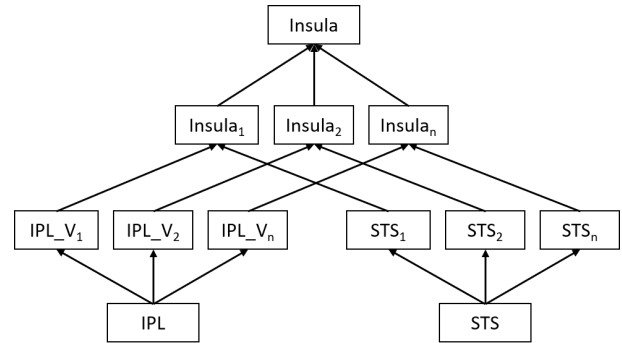 Insula
Insula₁ Insula₂ Insulaₙ
IPL_V₁ IPL_V₂ IPL_Vₙ STS₁ STS₂ STSₙ
IPL STS